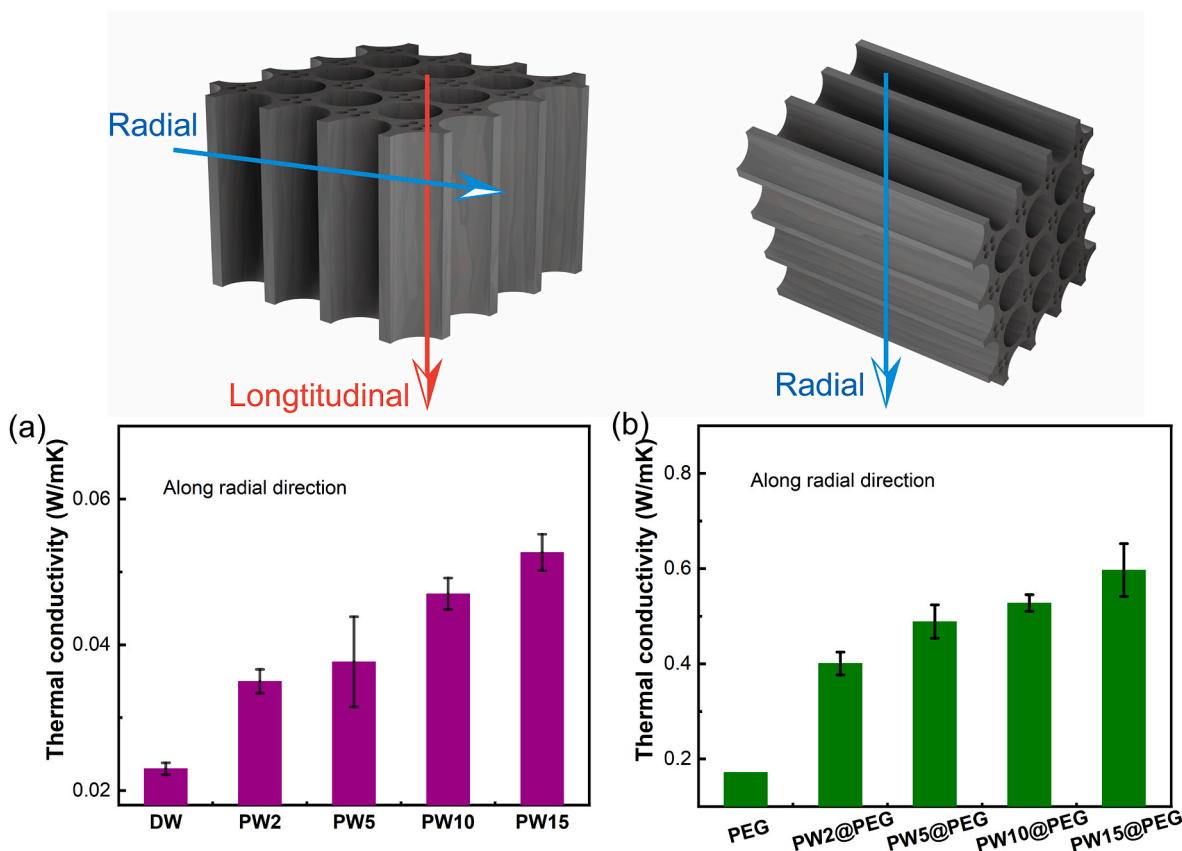 Radial
Longtitudinal
Radial
(a)
Thermal conductivity (W/mK)
Along radial direction
0.06
0.04
0.02
DW PW2 PW5 PW10 PW15
(b)
Thermal conductivity (W/mK)
Along radial direction
0.8
0.6
0.4
0.2
PEG PW2@PEG PW5@PEG PW10@PEG PW15@PEG